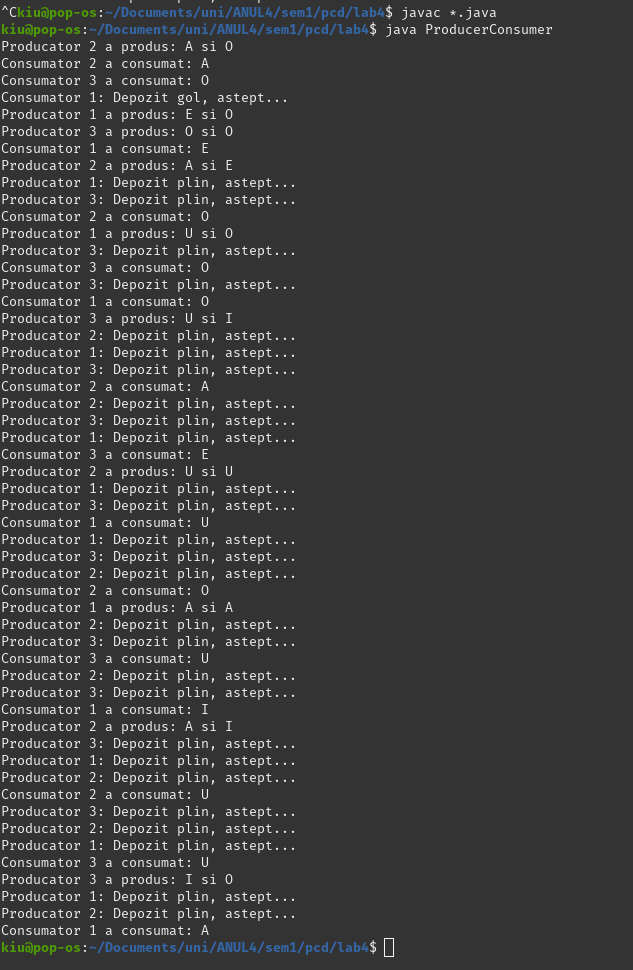 ^Ckiu@pop-os:~/Documents/uni/ANUL4/sem1/pcd/lab4$ javac *.java
kiu@pop-os:~/Documents/uni/ANUL4/sem1/pcd/lab4$ java ProducerConsumer
Producator 2 a produs: A si O
Consumator 2 a consumat: A
Consumator 3 a consumat: O
Consumator 1: Depozit gol, astept...
Producator 1 a produs: E si O
Producator 3 a produs: O si O
Consumator 1 a consumat: E
Producator 2 a produs: A si E
Producator 1: Depozit plin, astept...
Producator 3: Depozit plin, astept...
Consumator 2 a consumat: O
Producator 1 a produs: U si O
Producator 3: Depozit plin, astept...
Consumator 3 a consumat: O
Producator 3: Depozit plin, astept...
Consumator 1 a consumat: O
Producator 3 a produs: U si I
Producator 2: Depozit plin, astept...
Producator 1: Depozit plin, astept...
Producator 3: Depozit plin, astept...
Consumator 2 a consumat: A
Producator 2: Depozit plin, astept...
Producator 3: Depozit plin, astept...
Producator 1: Depozit plin, astept...
Consumator 3 a consumat: E
Producator 2 a produs: U si U
Producator 1: Depozit plin, astept...
Producator 3: Depozit plin, astept...
Consumator 1 a consumat: U
Producator 1: Depozit plin, astept...
Producator 3: Depozit plin, astept...
Producator 2: Depozit plin, astept...
Consumator 2 a consumat: O
Producator 1 a produs: A si A
Producator 2: Depozit plin, astept...
Producator 3: Depozit plin, astept...
Consumator 3 a consumat: U
Producator 2: Depozit plin, astept...
Producator 3: Depozit plin, astept...
Consumator 1 a consumat: I
Producator 2 a produs: A si I
Producator 3: Depozit plin, astept...
Producator 1: Depozit plin, astept...
Producator 2: Depozit plin, astept...
Consumator 2 a consumat: U
Producator 3: Depozit plin, astept...
Producator 2: Depozit plin, astept...
Producator 1: Depozit plin, astept...
Consumator 3 a consumat: U
Producator 3 a produs: I si O
Producator 1: Depozit plin, astept...
Producator 2: Depozit plin, astept...
Consumator 1 a consumat: A
kiu@pop-os:~/Documents/uni/ANUL4/sem1/pcd/lab4$